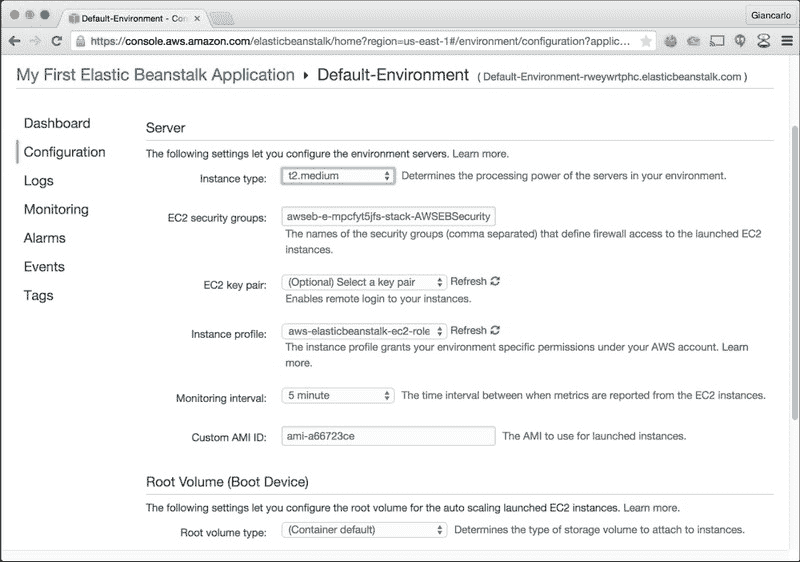 Default-Environment - Co
Giancarlo
https://console.aws.amazon.com/elasticbeanstalk/home?region=us-east-1#/environment/configuration?applic...
My First Elastic Beanstalk Application ▸ Default-Environment ( Default-Environment-rweywrtphc.elasticbeanstalk.com )
Dashboard
Configuration
Logs
Monitoring
Alarms
Events
Tags
Server
The following settings let you configure the environment servers. Learn more.
Instance type: t2.medium Determines the processing power of the servers in your environment.
EC2 security groups: awseb-e-mpcfyt5jfs-stack-AWSEBSecurity
The names of the security groups (comma separated) that define firewall access to the launched EC2
instances.
EC2 key pair: (Optional) Select a key pair Refresh
Enables remote login to your instances.
Instance profile: aws-elasticbeanstalk-ec2-role Refresh
The instance profile grants your environment specific permissions under your AWS account. Learn
more.
Monitoring interval: 5 minute The time interval between when metrics are reported from the EC2 instances.
Custom AMI ID: ami-a66723ce The AMI to use for launched instances.
Root Volume (Boot Device)
The following settings let you configure the root volume for the auto scaling launched EC2 instances. Learn more.
Root volume type: (Container default) Determines the type of storage volume to attach to instances.